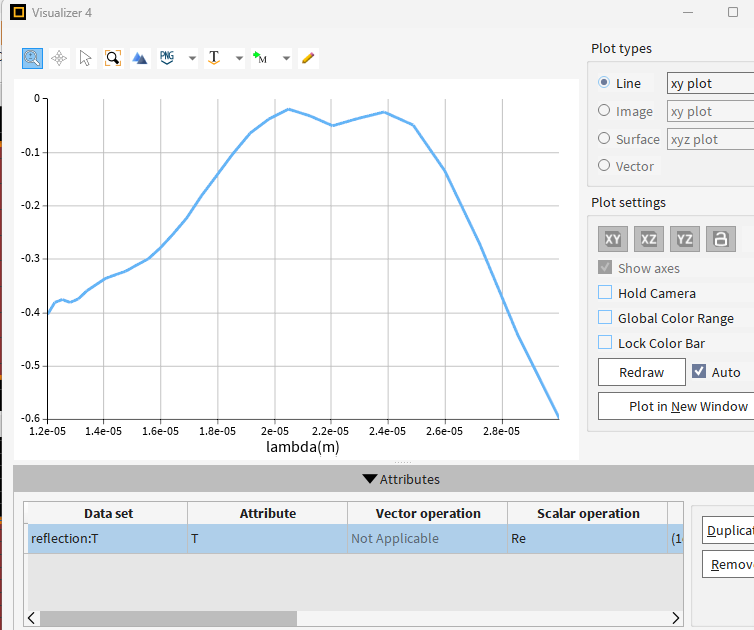 Visualizer 4
PNG
T
M
Plot types
Line
xy plot
Image
xy plot
Surface
xyz plot
Vector
Plot settings
XY
XZ
YZ
Show axes
Hold Camera
Global Color Range
Lock Color Bar
Redraw
Auto
Plot in New Window
0
-0.1
-0.2
-0.3
-0.4
-0.5
-0.6
1.2e-05 1.4e-05 1.6e-05 1.8e-05 2e-05 2.2e-05 2.4e-05 2.6e-05 2.8e-05
lambda(m)
Attributes
Data set Attribute Vector operation Scalar operation
reflection:T T Not Applicable Re
Duplica
Remov